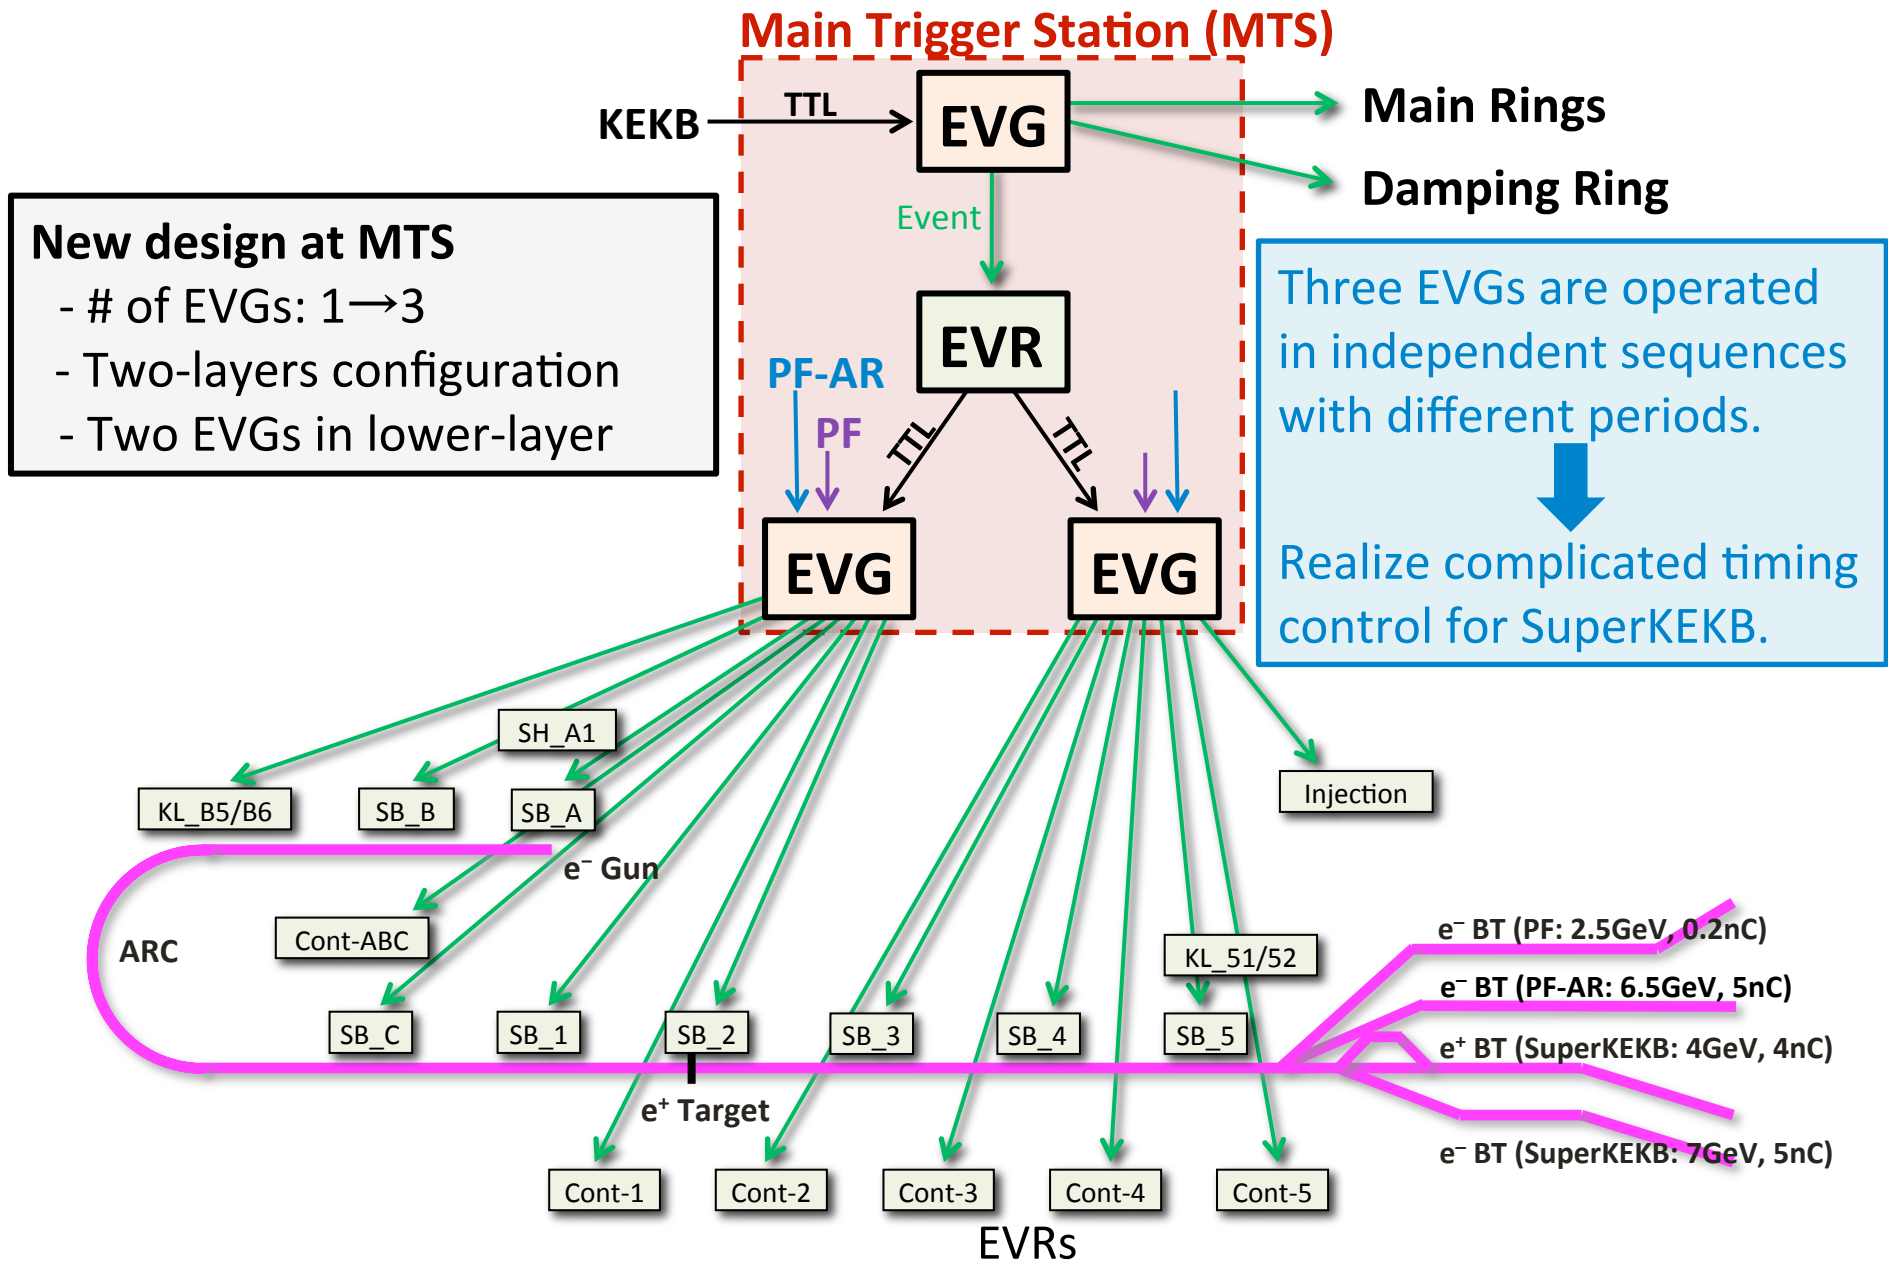 Main Trigger Station (MTS)
KEKB
TTL
EVG
Main Rings
Damping Ring
Event
New design at MTS
- # of EVGs: 1→3
- Two-layers configuration
- Two EVGs in lower-layer
EVR
PF-AR
PF
TTL
TTL
EVG
EVG
Three EVGs are operated
in independent sequences
with different periods.
Realize complicated timing
control for SuperKEKB.
SH_A1
KL_B5/B6
SB_B
SB_A
Injection
e⁻ Gun
ARC
Cont-ABC
KL_51/52
SB_C
SB_1
SB_2
SB_3
SB_4
SB_5
e⁻ BT (PF: 2.5GeV, 0.2nC)
e⁻ BT (PF-AR: 6.5GeV, 5nC)
e⁺ BT (SuperKEKB: 4GeV, 4nC)
e⁻ BT (SuperKEKB: 7GeV, 5nC)
e⁺ Target
Cont-1
Cont-2
Cont-3
Cont-4
Cont-5
EVRs